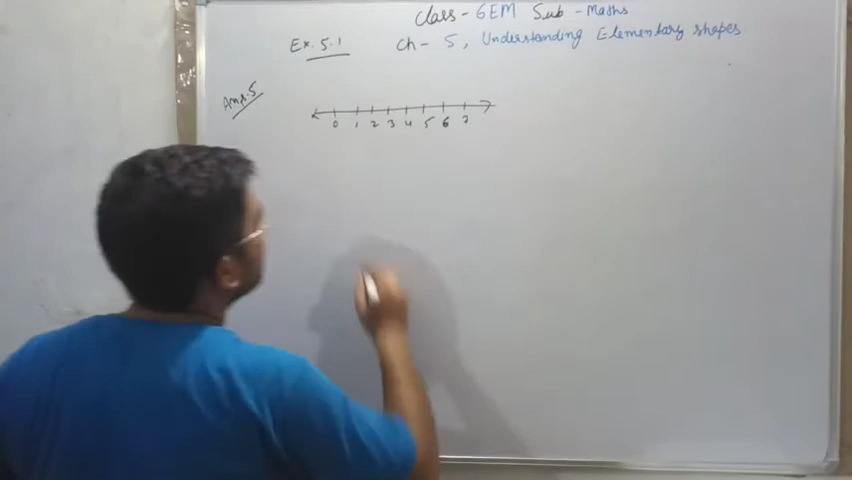 Class - 6EM Sub - Maths
Ex. 5.1 Ch - 5, Understanding Elementary shapes
Ans. 5
0 1 2 3 4 5 6 7